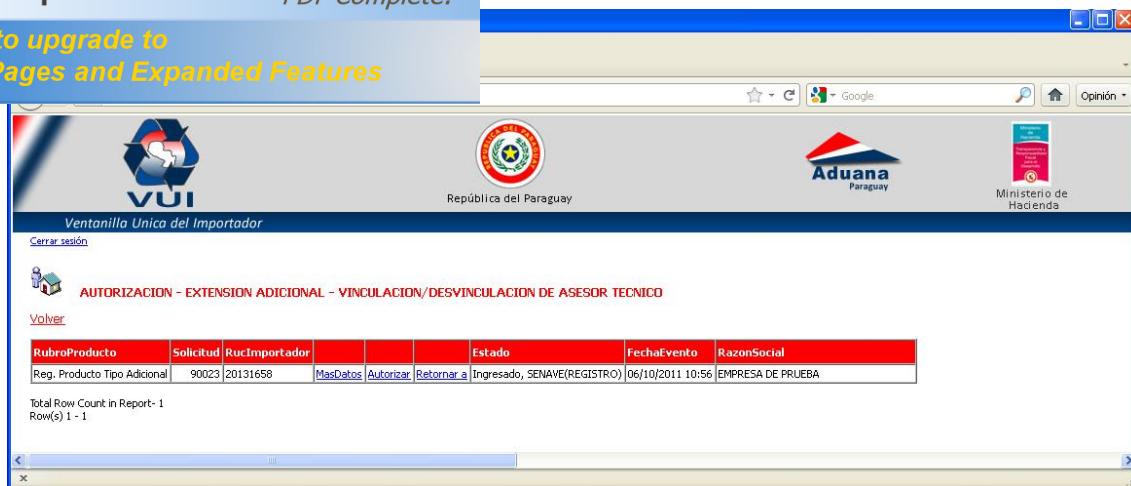 PDF Complete.
to upgrade to
Pages and Expanded Features
Google
Opinión
VUI
República del Paraguay
Aduana
Paraguay
Ministerio de
Hacienda
Ventanilla Unica del Importador
Cerrar sesión
AUTORIZACION - EXTENSION ADICIONAL - VINCULACION/DESVINCULACION DE ASESOR TECNICO
Volver
RubroProducto Solicitud RucImportador Estado FechaEvento RazonSocial
Reg. Producto Tipo Adicional 90023 20131658 MasDatos Autorizar Retornar a Ingresado, SENAVE(REGISTRO) 06/10/2011 10:56 EMPRESA DE PRUEBA
Total Row Count in Report- 1
Row(s) 1 - 1